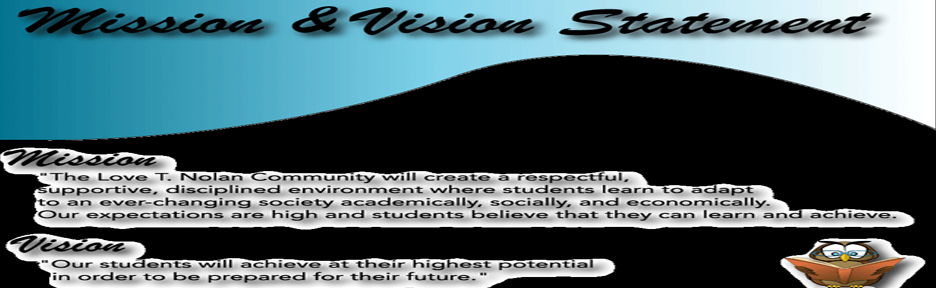 Mission & Vision Statement
Mission
"The Love T. Nolan Community will create a respectful,
supportive, disciplined environment where students learn to adapt
to an ever-changing society academically, socially, and economically.
Our expectations are high and students believe that they can learn and achieve.
Vision
"Our students will achieve at their highest potential
in order to be prepared for their future."